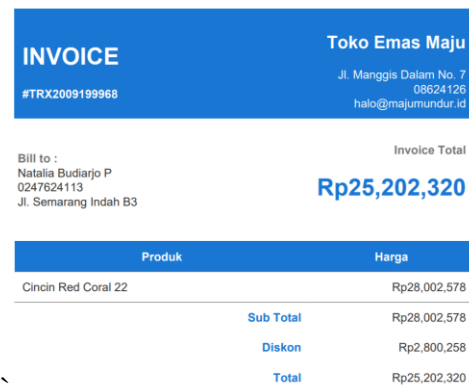 INVOICE
#TRX2009199968
Toko Emas Maju
Jl. Manggis Dalam No. 7
08624126
halo@majumundur.id
Bill to :
Natalia Budiarjo P
0247624113
Jl. Semarang Indah B3
Invoice Total
Rp25,202,320
Produk Harga
Cincin Red Coral 22 Rp28,002,578
Sub Total Rp28,002,578
Diskon Rp2,800,258
Total Rp25,202,320